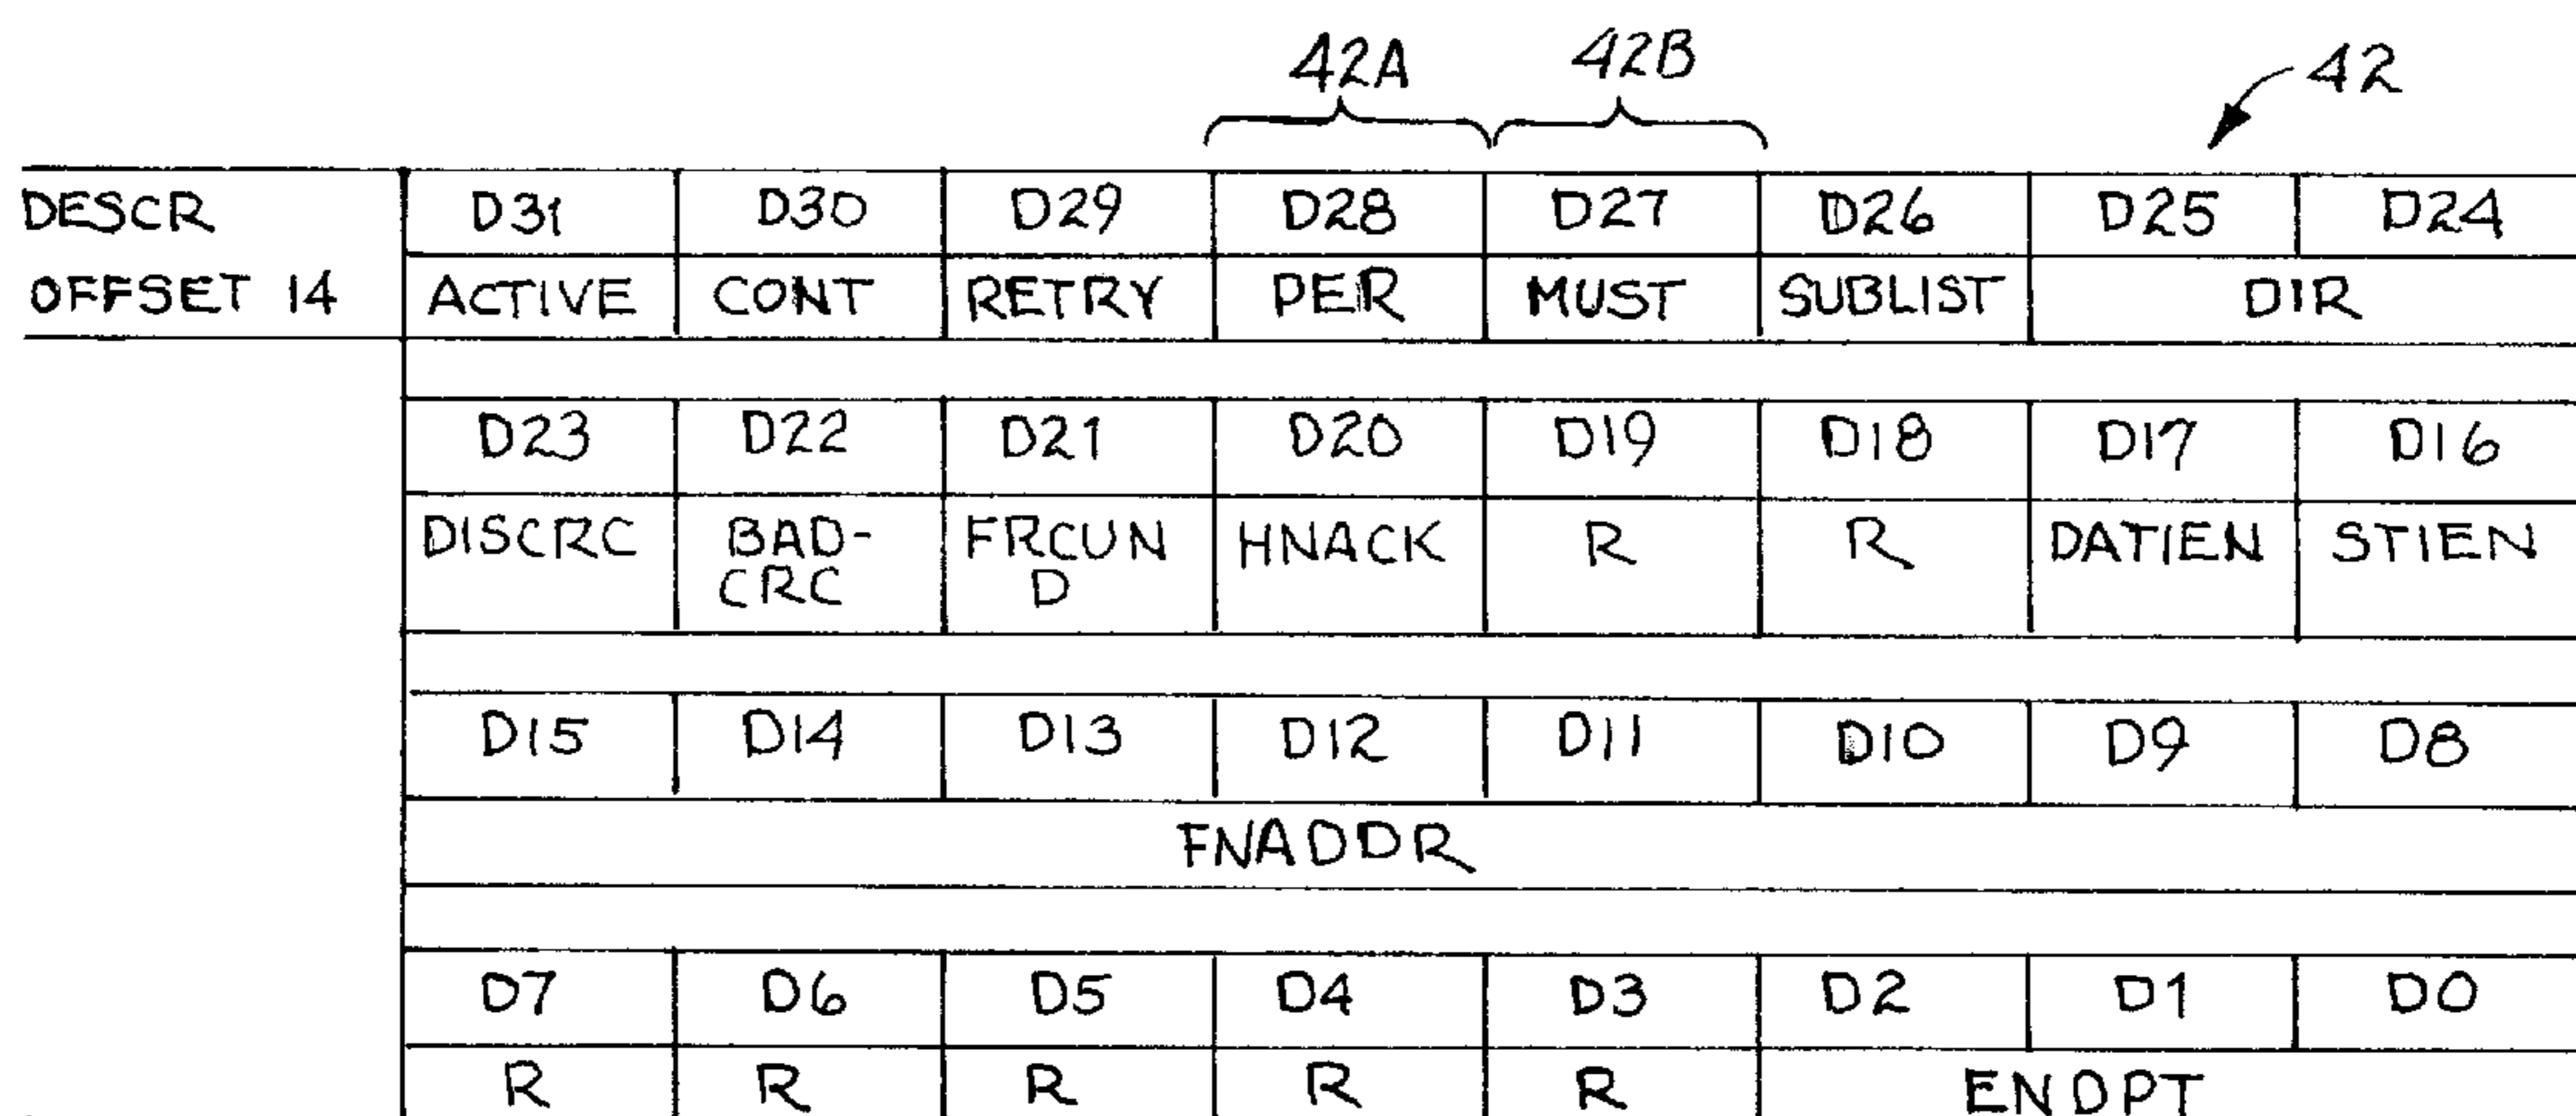 42A 42B 42
DESCR D31 D30 D29 D28 D27 D26 D25 D24
OFFSET 14 ACTIVE CONT RETRY PER MUST SUBLIST DIR
D23 D22 D21 D20 D19 D18 D17 D16
DISCRC BAD- FRCUN HNACK R R DATIEN STIEN
CRC D
D15 D14 D13 D12 D11 D10 D9 D8
FNADDR
D7 D6 D5 D4 D3 D2 D1 D0
R R R R R ENDPT